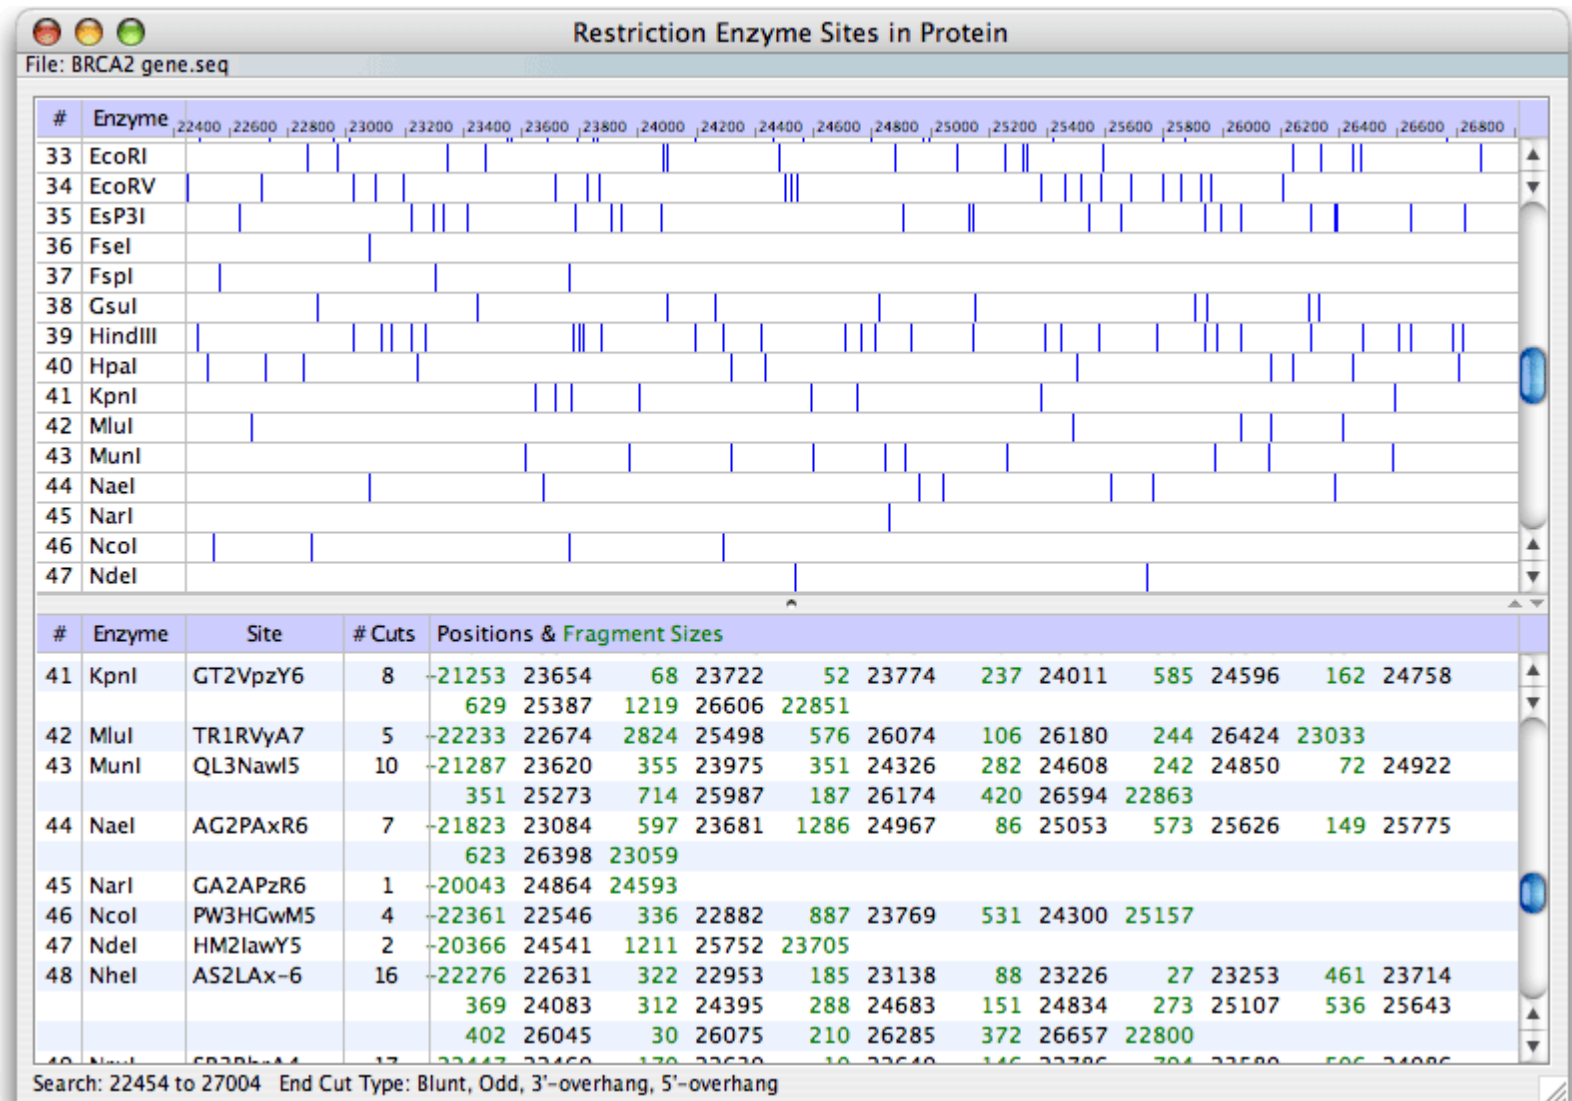 Restriction Enzyme Sites in Protein
File: BRCA2 gene.seq
# Enzyme 22400 22600 22800 23000 23200 23400 23600 23800 24000 24200 24400 24600 24800 25000 25200 25400 25600 25800 26000 26200 26400 26600 26800
33 EcoRI
34 EcoRV
35 EsP3I
36 FseI
37 FspI
38 GsuI
39 HindIII
40 HpaI
41 KpnI
42 MluI
43 MunI
44 NaeI
45 NarI
46 NcoI
47 NdeI
# Enzyme Site # Cuts Positions & Fragment Sizes
41 KpnI GT2VpzY6 8 -21253 23654 68 23722 52 23774 237 24011 585 24596 162 24758
629 25387 1219 26606 22851
42 MluI TR1RVyA7 5 -22233 22674 2824 25498 576 26074 106 26180 244 26424 23033
43 MunI QL3NawI5 10 -21287 23620 355 23975 351 24326 282 24608 242 24850 72 24922
351 25273 714 25987 187 26174 420 26594 22863
44 NaeI AG2PAxR6 7 -21823 23084 597 23681 1286 24967 86 25053 573 25626 149 25775
623 26398 23059
45 NarI GA2APzR6 1 -20043 24864 24593
46 NcoI PW3HGwM5 4 -22361 22546 336 22882 887 23769 531 24300 25157
47 NdeI HM2IawY5 2 -20366 24541 1211 25752 23705
48 NheI AS2LAx-6 16 -22276 22631 322 22953 185 23138 88 23226 27 23253 461 23714
369 24083 312 24395 288 24683 151 24834 273 25107 536 25643
402 26045 30 26075 210 26285 372 26657 22800
Search: 22454 to 27004 End Cut Type: Blunt, Odd, 3'-overhang, 5'-overhang